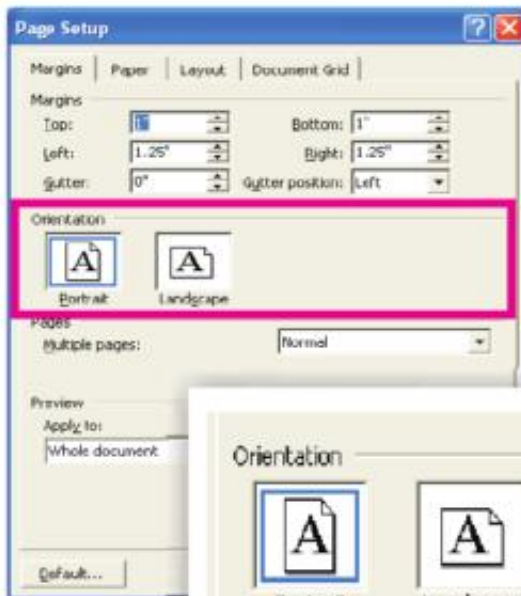 Page Setup
Margins Paper Layout Document Grid
Margins
Top: 1" Bottom: 1"
Left: 1.25" Right: 1.25"
Gutter: 0" Gutter position: Left
Orientation
A A
Portrait Landscape
Pages
Multiple pages: Normal
Preview
Apply to:
Whole document
Default...
Orientation
A A